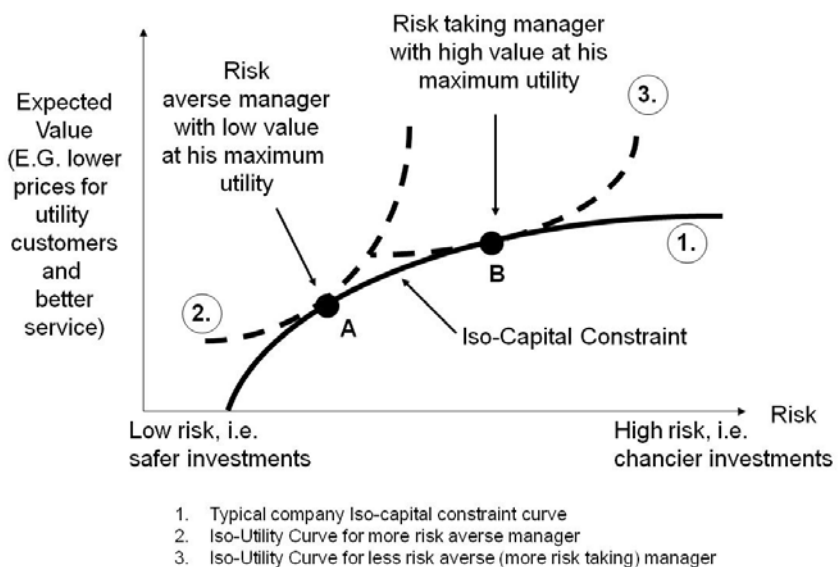 Expected
Value
(E.G. lower
prices for
utility
customers
and
better
service)
Risk
averse manager
with low value
at his maximum
utility
Risk taking manager
with high value at his
maximum utility
3.
2.
A
B
1.
Iso-Capital Constraint
Risk
Low risk, i.e.
safer investments
High risk, i.e.
chancier investments
1. Typical company Iso-capital constraint curve
2. Iso-Utility Curve for more risk averse manager
3. Iso-Utility Curve for less risk averse (more risk taking) manager